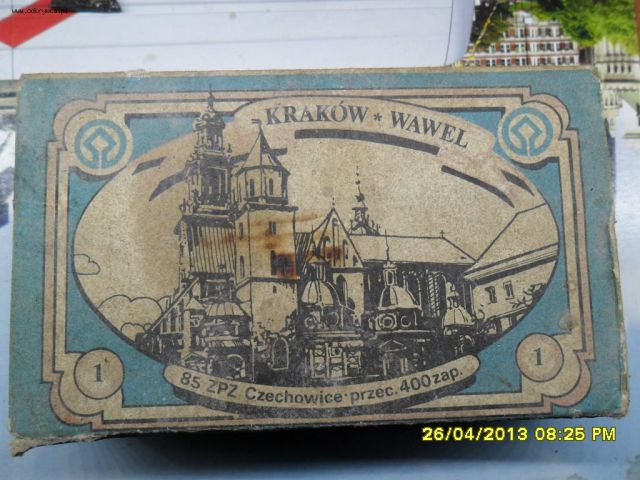 KRAKÓW * WAWEL
1
1
85 ZPZ Czechowice · przec. 400 zap.
26/04/2013 08:25 PM